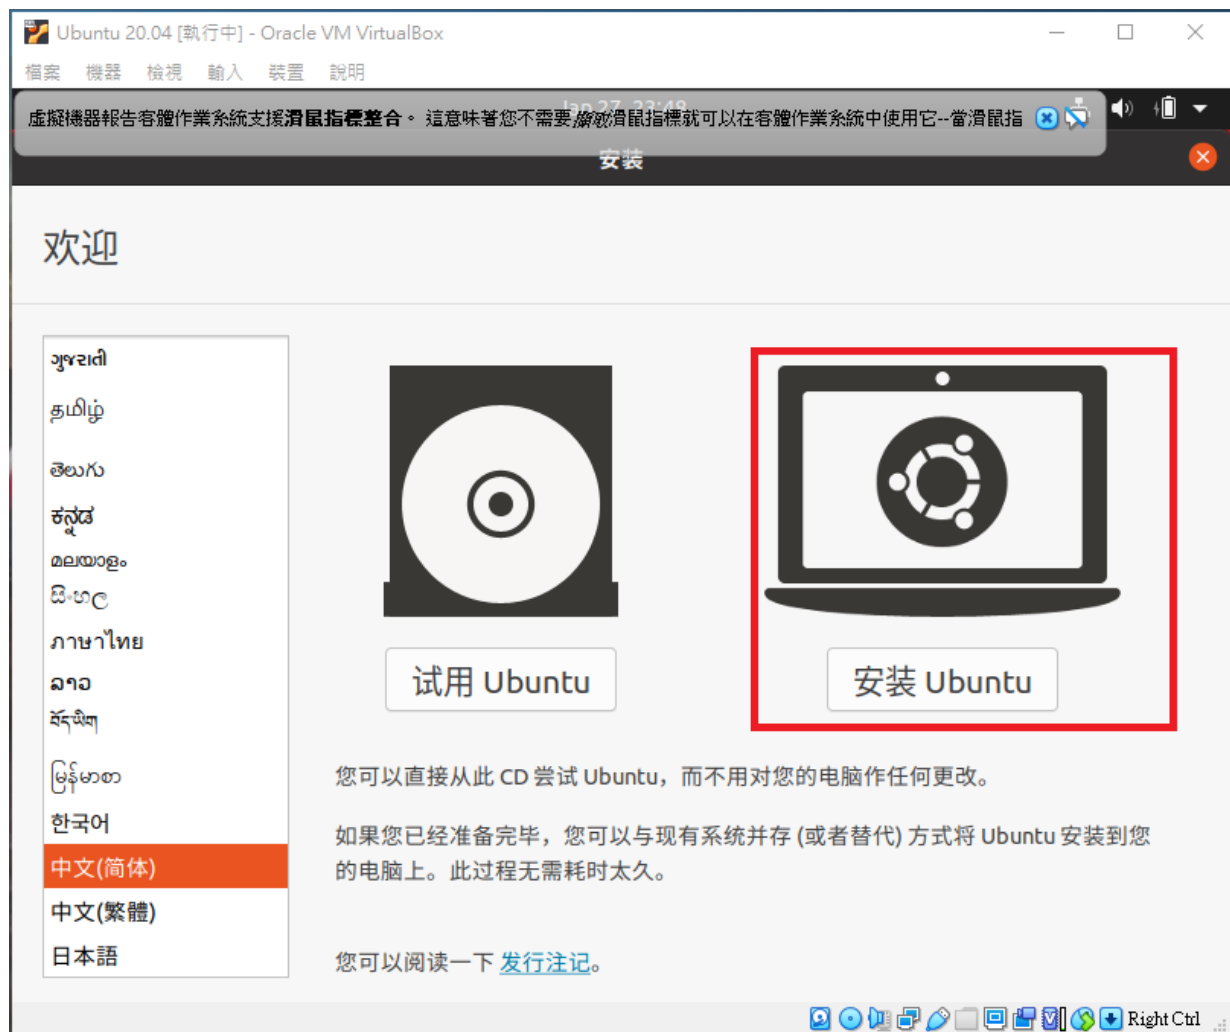 Ubuntu 20.04 [執行中] - Oracle VM VirtualBox
檔案 機器 檢視 輸入 裝置 說明
Jan 27 23:48
虛擬機器報告客體作業系統支援滑鼠指標整合。這意味著您不需要擷取滑鼠指標就可以在客體作業系統中使用它--當滑鼠指
安装
欢迎
ગુજરાતી
தமிழ்
తెలుగు
ಕನ್ನಡ
മലയാളം
සිංහල
ภาษาไทย
ລາວ
བོད་ཡིག
မြန်မာစာ
한국어
中文(简体)
中文(繁體)
日本語
试用 Ubuntu
安装 Ubuntu
您可以直接从此 CD 尝试 Ubuntu，而不用对您的电脑作任何更改。
如果您已经准备完毕，您可以与现有系统并存 (或者替代) 方式将 Ubuntu 安装到您
的电脑上。此过程无需耗时太久。
您可以阅读一下 发行注记。
Right Ctrl